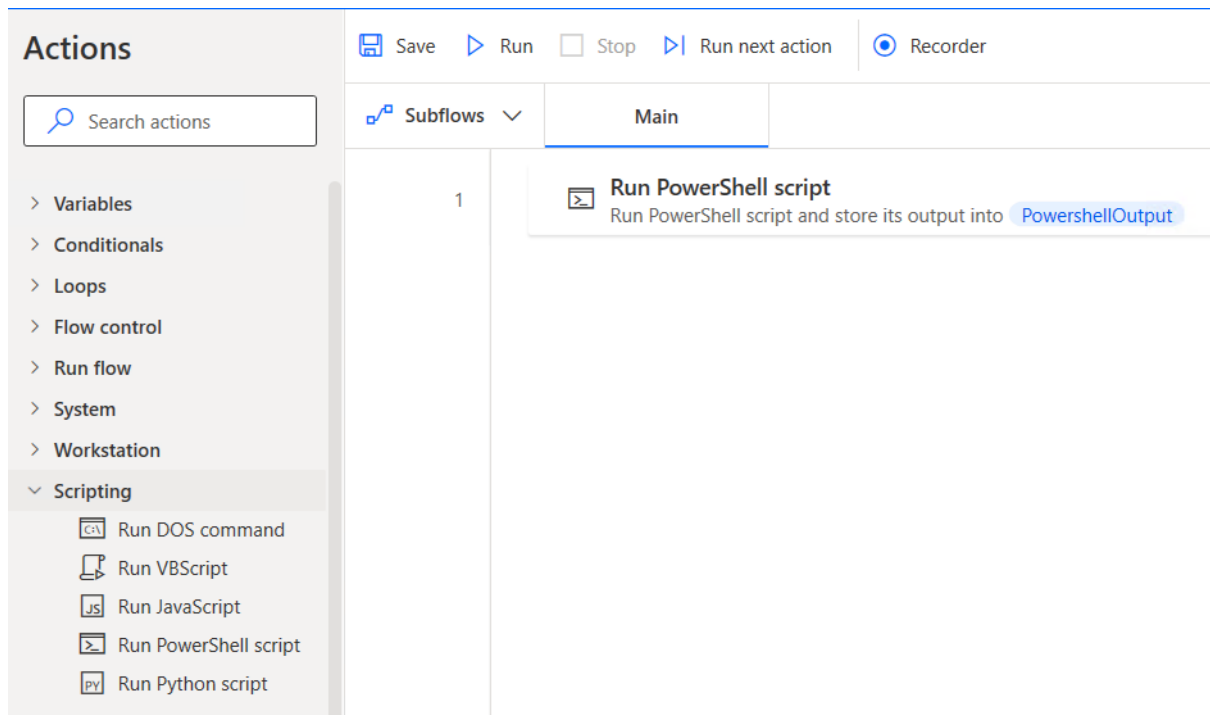 Actions
Search actions
Variables
Conditionals
Loops
Flow control
Run flow
System
Workstation
Scripting
C:\ Run DOS command
Run VBScript
JS Run JavaScript
>_ Run PowerShell script
PY Run Python script
Save Run Stop Run next action Recorder
Subflows Main
1
Run PowerShell script
Run PowerShell script and store its output into PowershellOutput